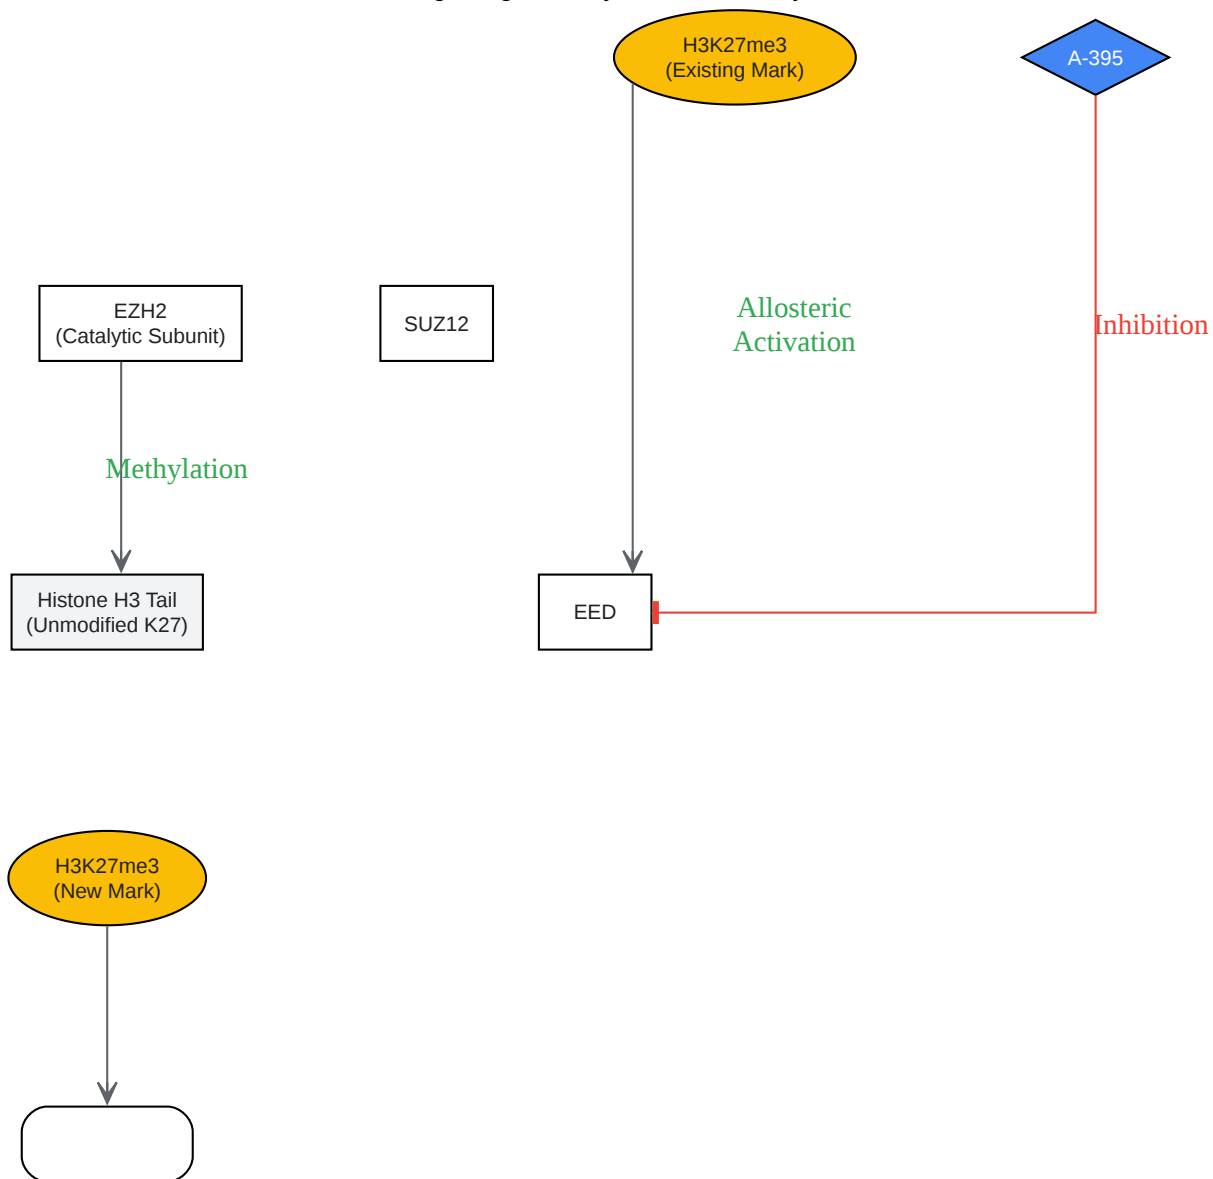 H3K27me3
(Existing Mark)
A-395
EZH2
(Catalytic Subunit)
SUZ12
Allosteric
Activation
Inhibition
Methylation
Histone H3 Tail
(Unmodified K27)
EED
H3K27me3
(New Mark)